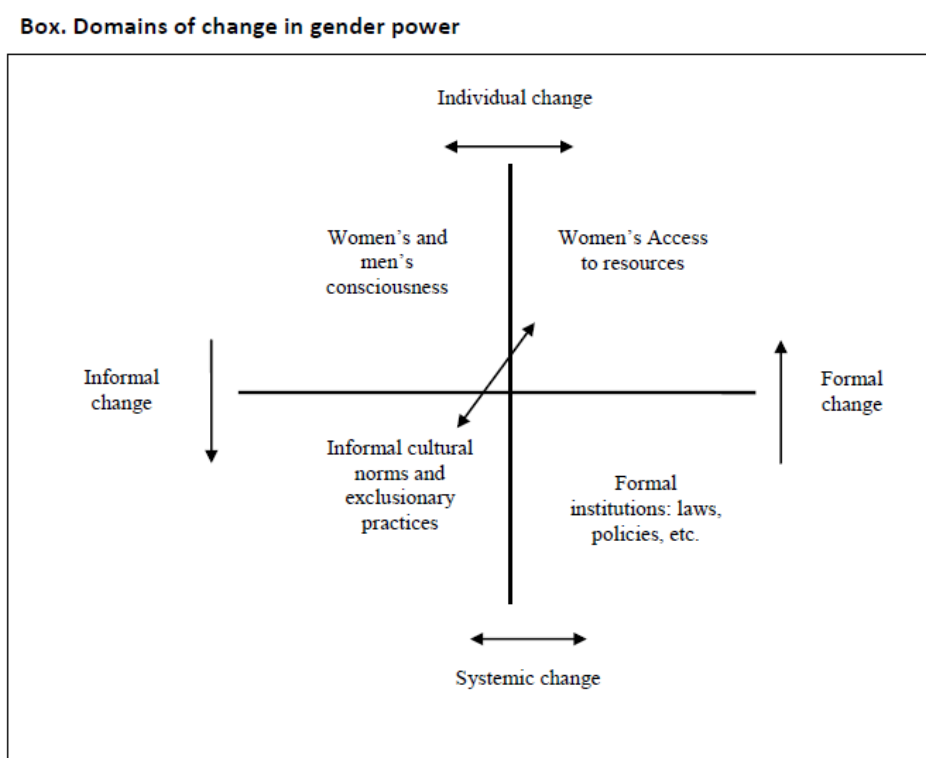 Box. Domains of change in gender power
Individual change
Women's and
men's
consciousness
Women's Access
to resources
Informal
change
Formal
change
Informal cultural
norms and
exclusionary
practices
Formal
institutions: laws,
policies, etc.
Systemic change